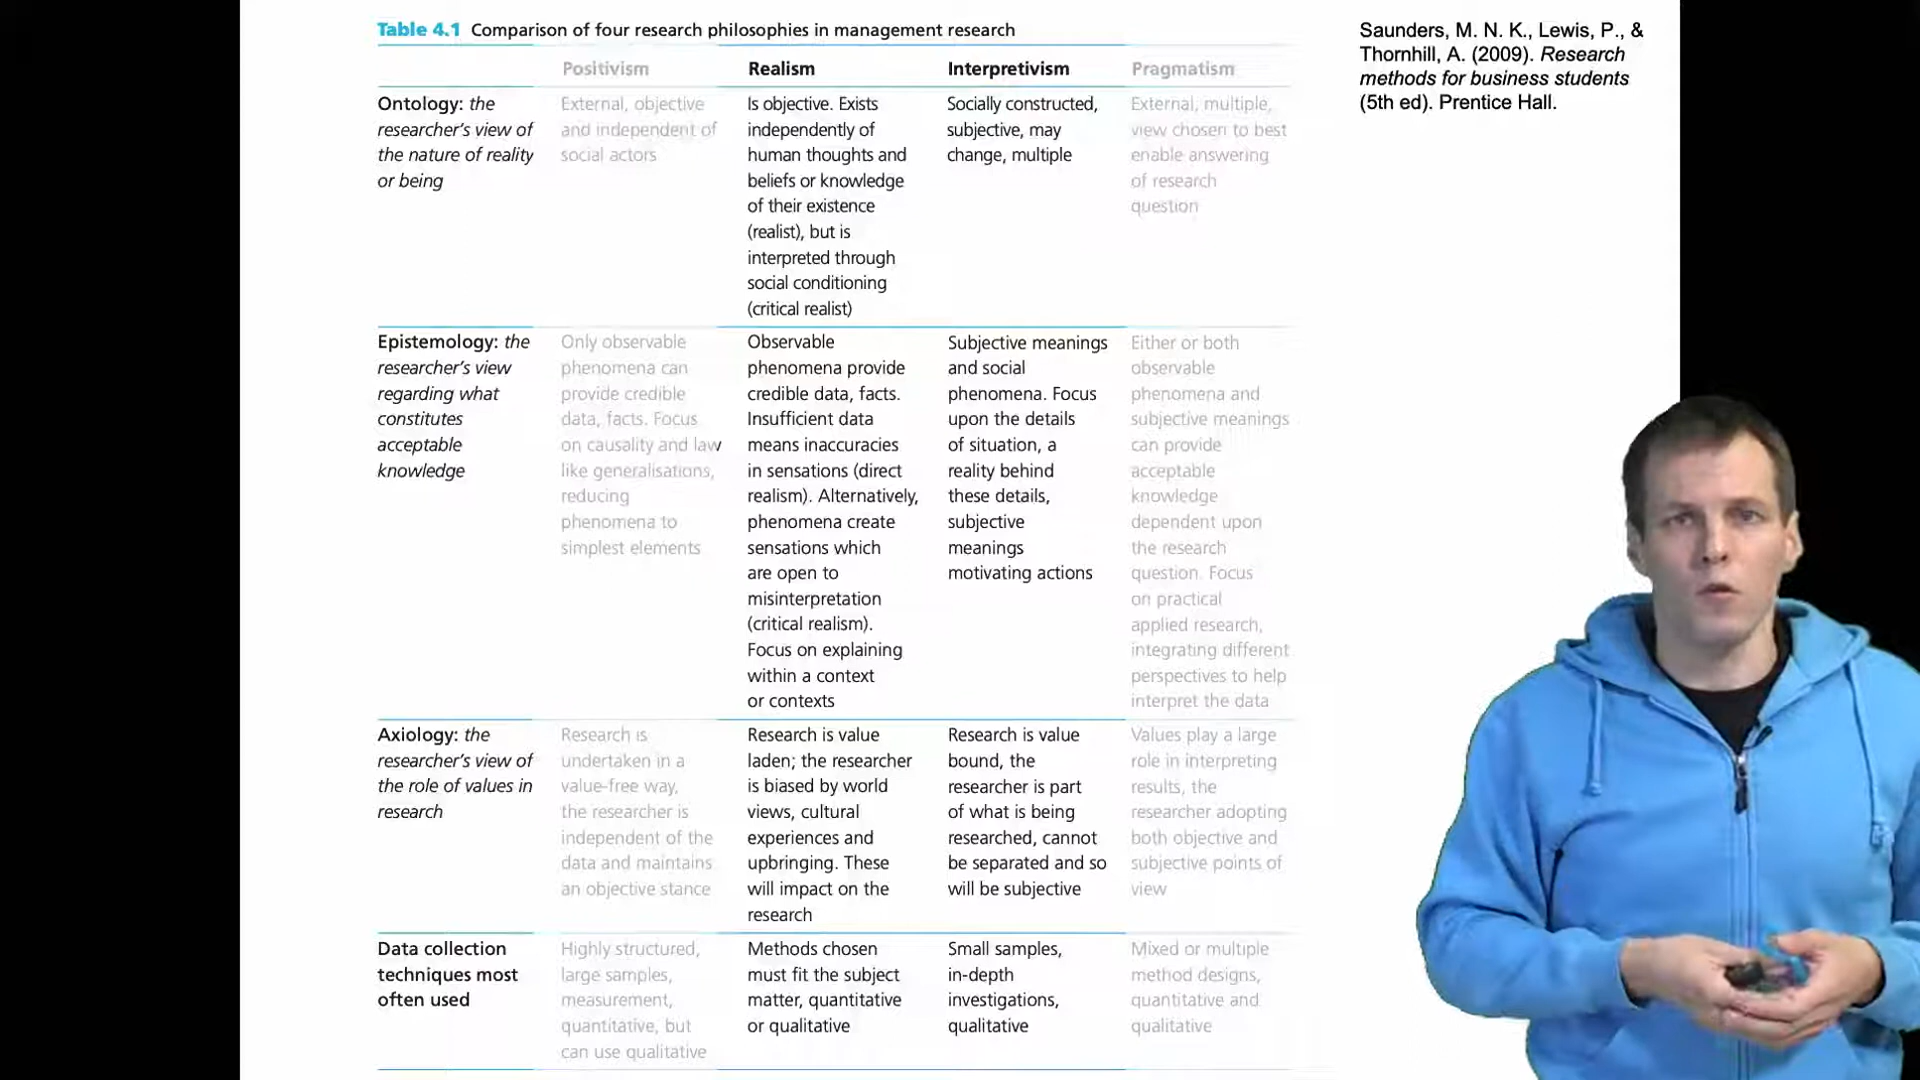 Table 4.1 Comparison of four research philosophies in management research
Positivism
Realism
Interpretivism
Pragmatism
Ontology: the
researcher's view of
the nature of reality
or being
External, objective
and independent of
social actors
Is objective. Exists
independently of
human thoughts and
beliefs or knowledge
of their existence
(realist), but is
interpreted through
social conditioning
(critical realist)
Socially constructed,
subjective, may
change, multiple
External, multiple,
view chosen to best
enable answering
of research
question
Epistemology: the
researcher's view
regarding what
constitutes
acceptable
knowledge
Only observable
phenomena can
provide credible
data, facts. Focus
on causality and law
like generalisations,
reducing
phenomena to
simplest elements
Observable
phenomena provide
credible data, facts.
Insufficient data
means inaccuracies
in sensations (direct
realism). Alternatively,
phenomena create
sensations which
are open to
misinterpretation
(critical realism).
Focus on explaining
within a context
or contexts
Subjective meanings
and social
phenomena. Focus
upon the details
of situation, a
reality behind
these details,
subjective
meanings
motivating actions
Either or both
observable
phenomena and
subjective meanings
can provide
acceptable
knowledge
dependent upon
the research
question. Focus
on practical
applied research,
integrating different
perspectives to help
interpret the data
Axiology: the
researcher's view of
the role of values in
research
Research is
undertaken in a
value-free way,
the researcher is
independent of the
data and maintains
an objective stance
Research is value
laden; the researcher
is biased by world
views, cultural
experiences and
upbringing. These
will impact on the
research
Research is value
bound, the
researcher is part
of what is being
researched, cannot
be separated and so
will be subjective
Values play a large
role in interpreting
results, the
researcher adopting
both objective and
subjective points of
view
Data collection
techniques most
often used
Highly structured,
large samples,
measurement,
quantitative, but
can use qualitative
Methods chosen
must fit the subject
matter, quantitative
or qualitative
Small samples,
in-depth
investigations,
qualitative
Mixed or multiple
method designs,
quantitative and
qualitative
Saunders, M. N. K., Lewis, P., &
Thornhill, A. (2009). Research
methods for business students
(5th ed). Prentice Hall.